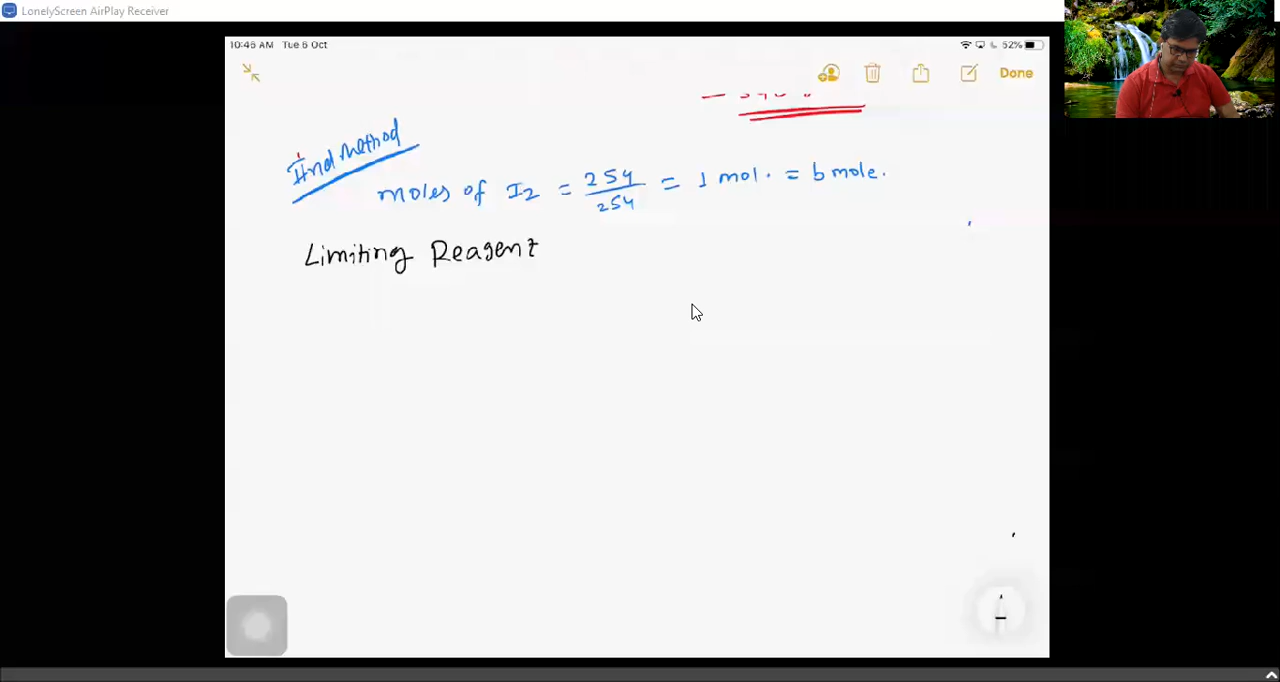 LonelyScreen AirPlay Receiver
10:46 AM Tue 6 Oct
52%
Done
IInd method
moles of I2 = 254/254 = 1 mol. = b mole.
Limiting Reagent